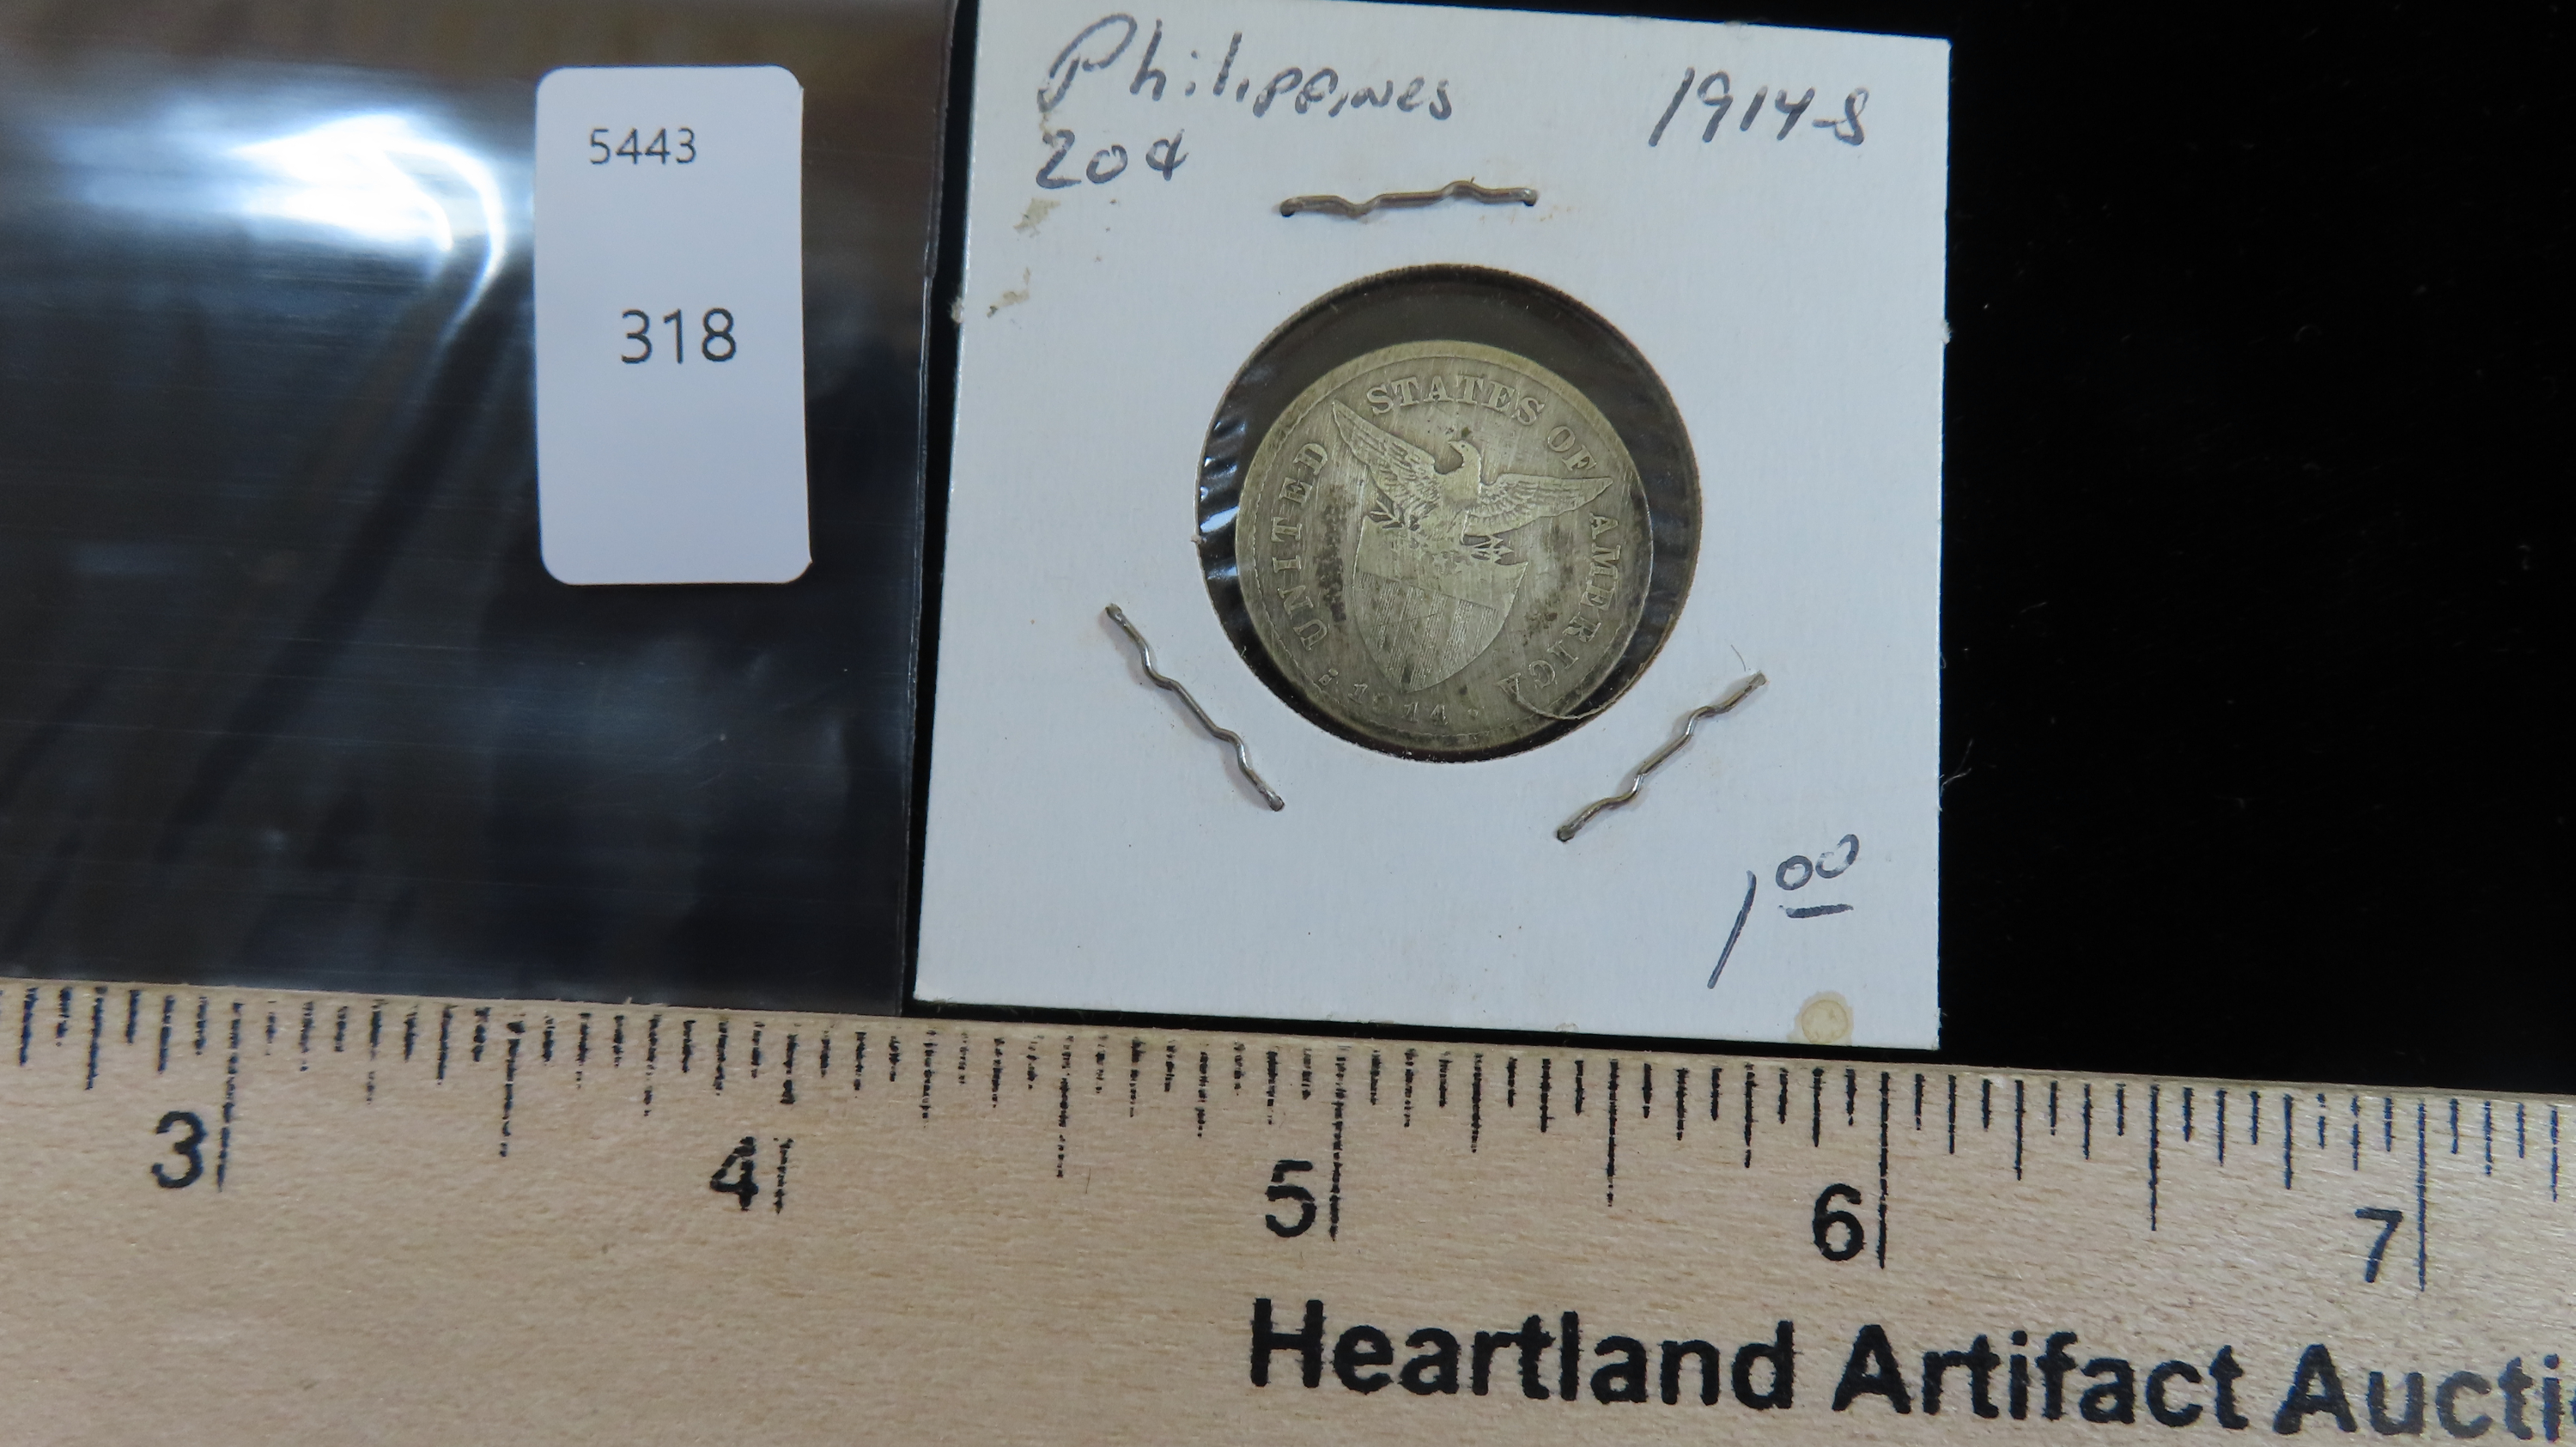 5443
318
Philippines 1914-S
20¢
UNITED STATES OF AMERICA
1914
1.00
3 4 5 6 7
Heartland Artifact Aucti